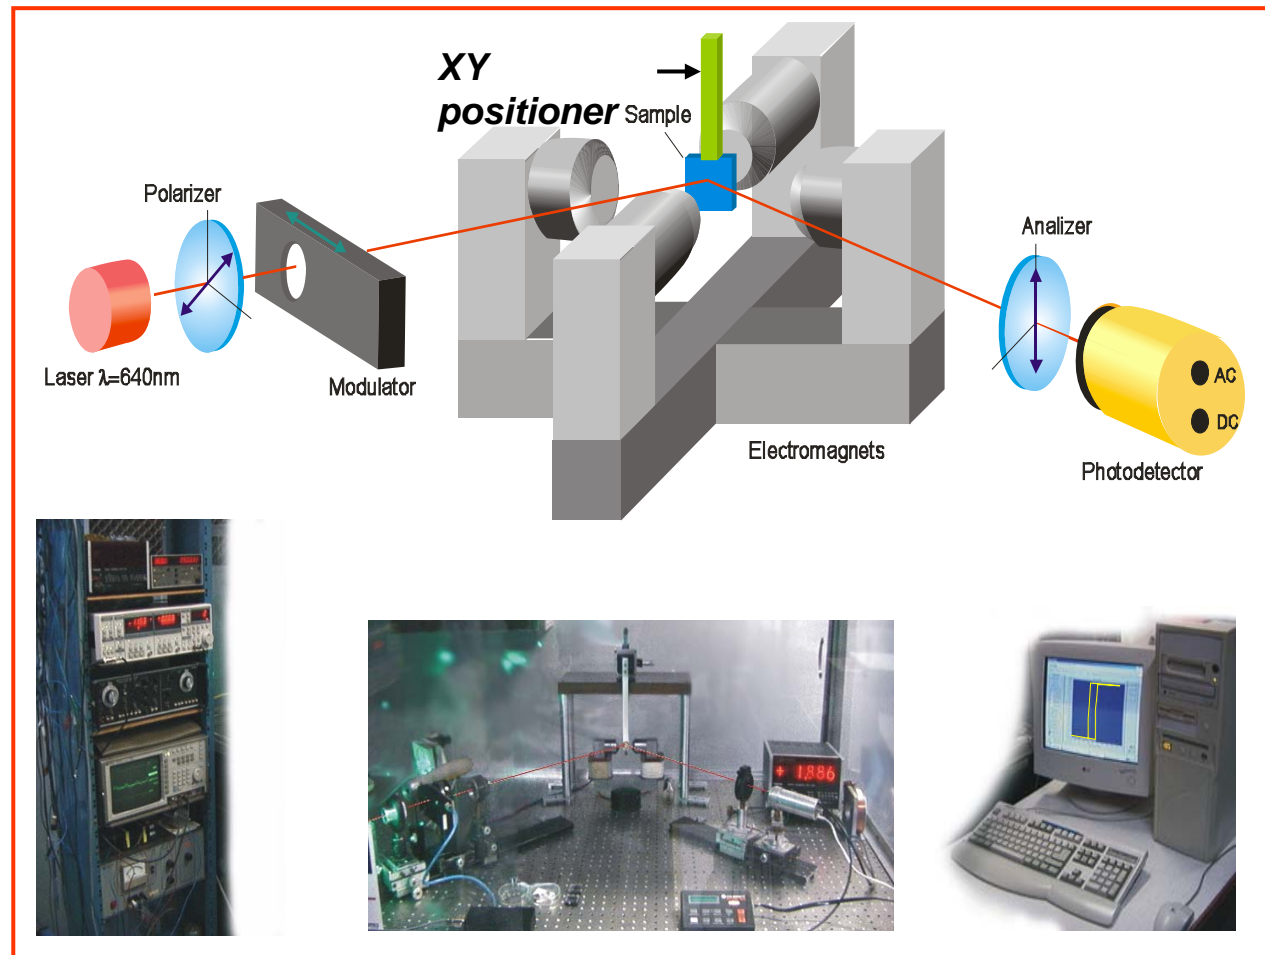 XY
positioner
Sample
Polarizer
Analizer
Laser λ=640nm
Modulator
AC
DC
Electromagnets
Photodetector
+ 1.886